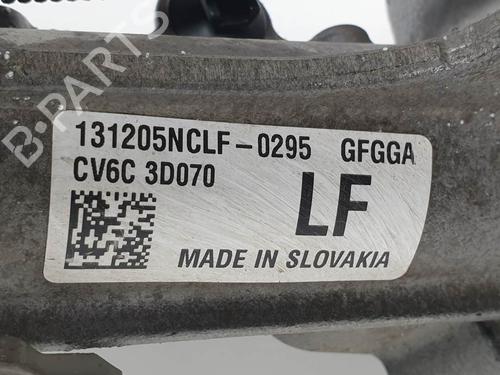 B-PARTS
131205NCLF-0295 GFGGA
CV6C 3D070
LF
MADE IN SLOVAKIA